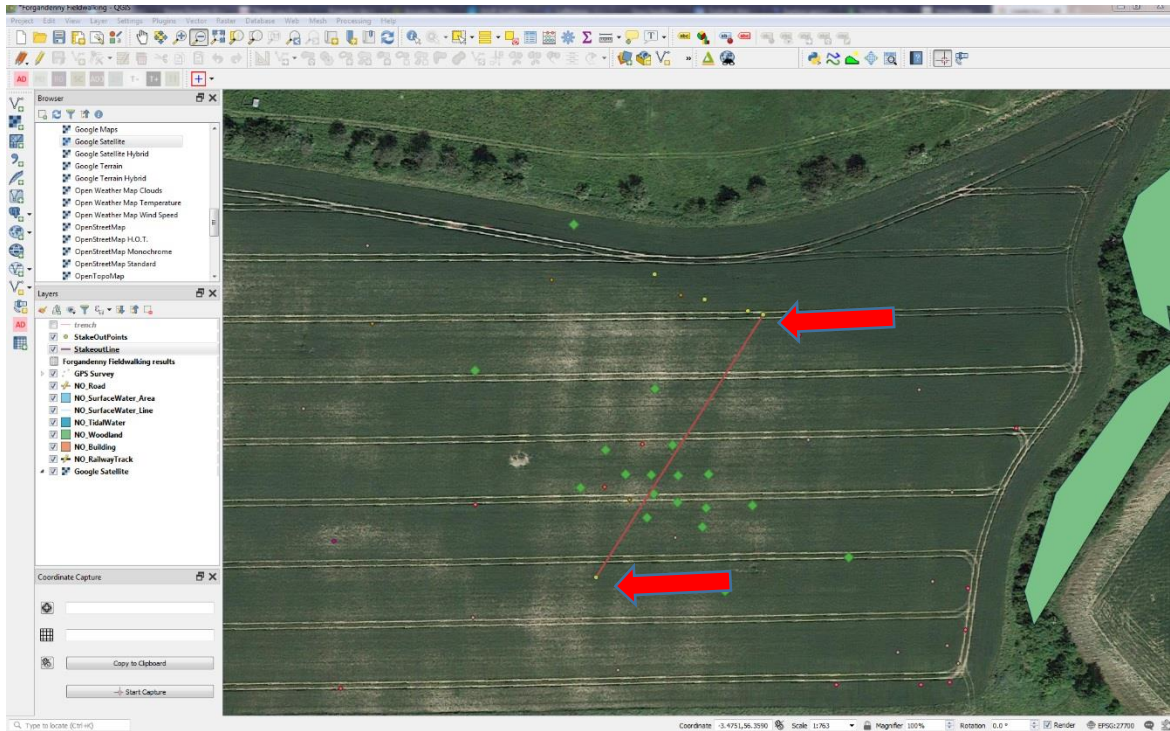 *Forgandenny Fieldwalking - QGIS
Project Edit View Layer Settings Plugins Vector Raster Database Web Mesh Processing Help
AD
Browser
Google Maps
Google Satellite
Google Satellite Hybrid
Google Terrain
Google Terrain Hybrid
Open Weather Map Clouds
Open Weather Map Temperature
Open Weather Map Wind Speed
OpenStreetMap
OpenStreetMap H.O.T.
OpenStreetMap Monochrome
OpenStreetMap Standard
OpenTopoMap
Layers
AD
trench
StakeOutPoints
StakeoutLine
Forgandenny Fieldwalking results
GPS Survey
NO_Road
NO_SurfaceWater_Area
NO_SurfaceWater_Line
NO_TidalWater
NO_Woodland
NO_Building
NO_RailwayTrack
Google Satellite
Coordinate Capture
Copy to Clipboard
Start Capture
Type to locate (Ctrl+K)
Coordinate -3.4751,56.3590 Scale 1:763 Magnifier 100% Rotation 0.0 ° Render EPSG:27700